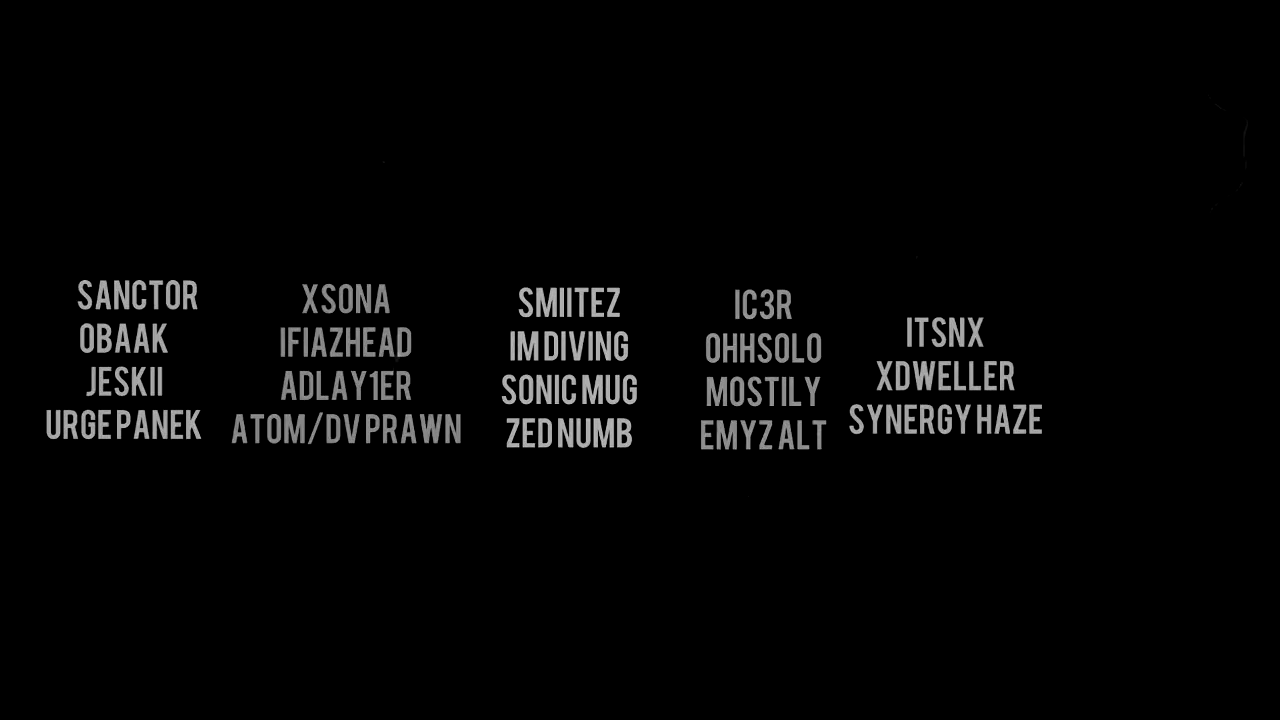 SANCTOR
OBAAK
JESKII
URGE PANEK
XSONA
IFIAZHEAD
ADLAY1ER
ATOM/DV PRAWN
SMIITEZ
IM DIVING
SONIC MUG
ZED NUMB
IC3R
OHHSOLO
MOSTILY
EMYZ ALT
ITSNX
XDWELLER
SYNERGY HAZE